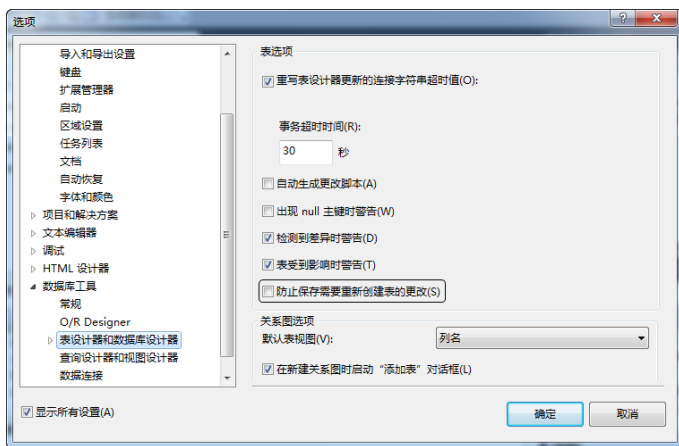 选项
导入和导出设置
键盘
扩展管理器
启动
区域设置
任务列表
文档
自动恢复
字体和颜色
项目和解决方案
文本编辑器
调试
HTML 设计器
数据库工具
常规
O/R Designer
表设计器和数据库设计器
查询设计器和视图设计器
数据连接
显示所有设置(A)
表选项
重写表设计器更新的连接字符串超时值(O):
事务超时时间(R):
30 秒
自动生成更改脚本(A)
出现 null 主键时警告(W)
检测到差异时警告(D)
表受到影响时警告(T)
防止保存需要重新创建表的更改(S)
关系图选项
默认表视图(V): 列名
在新建关系图时启动“添加表”对话框(L)
确定 取消